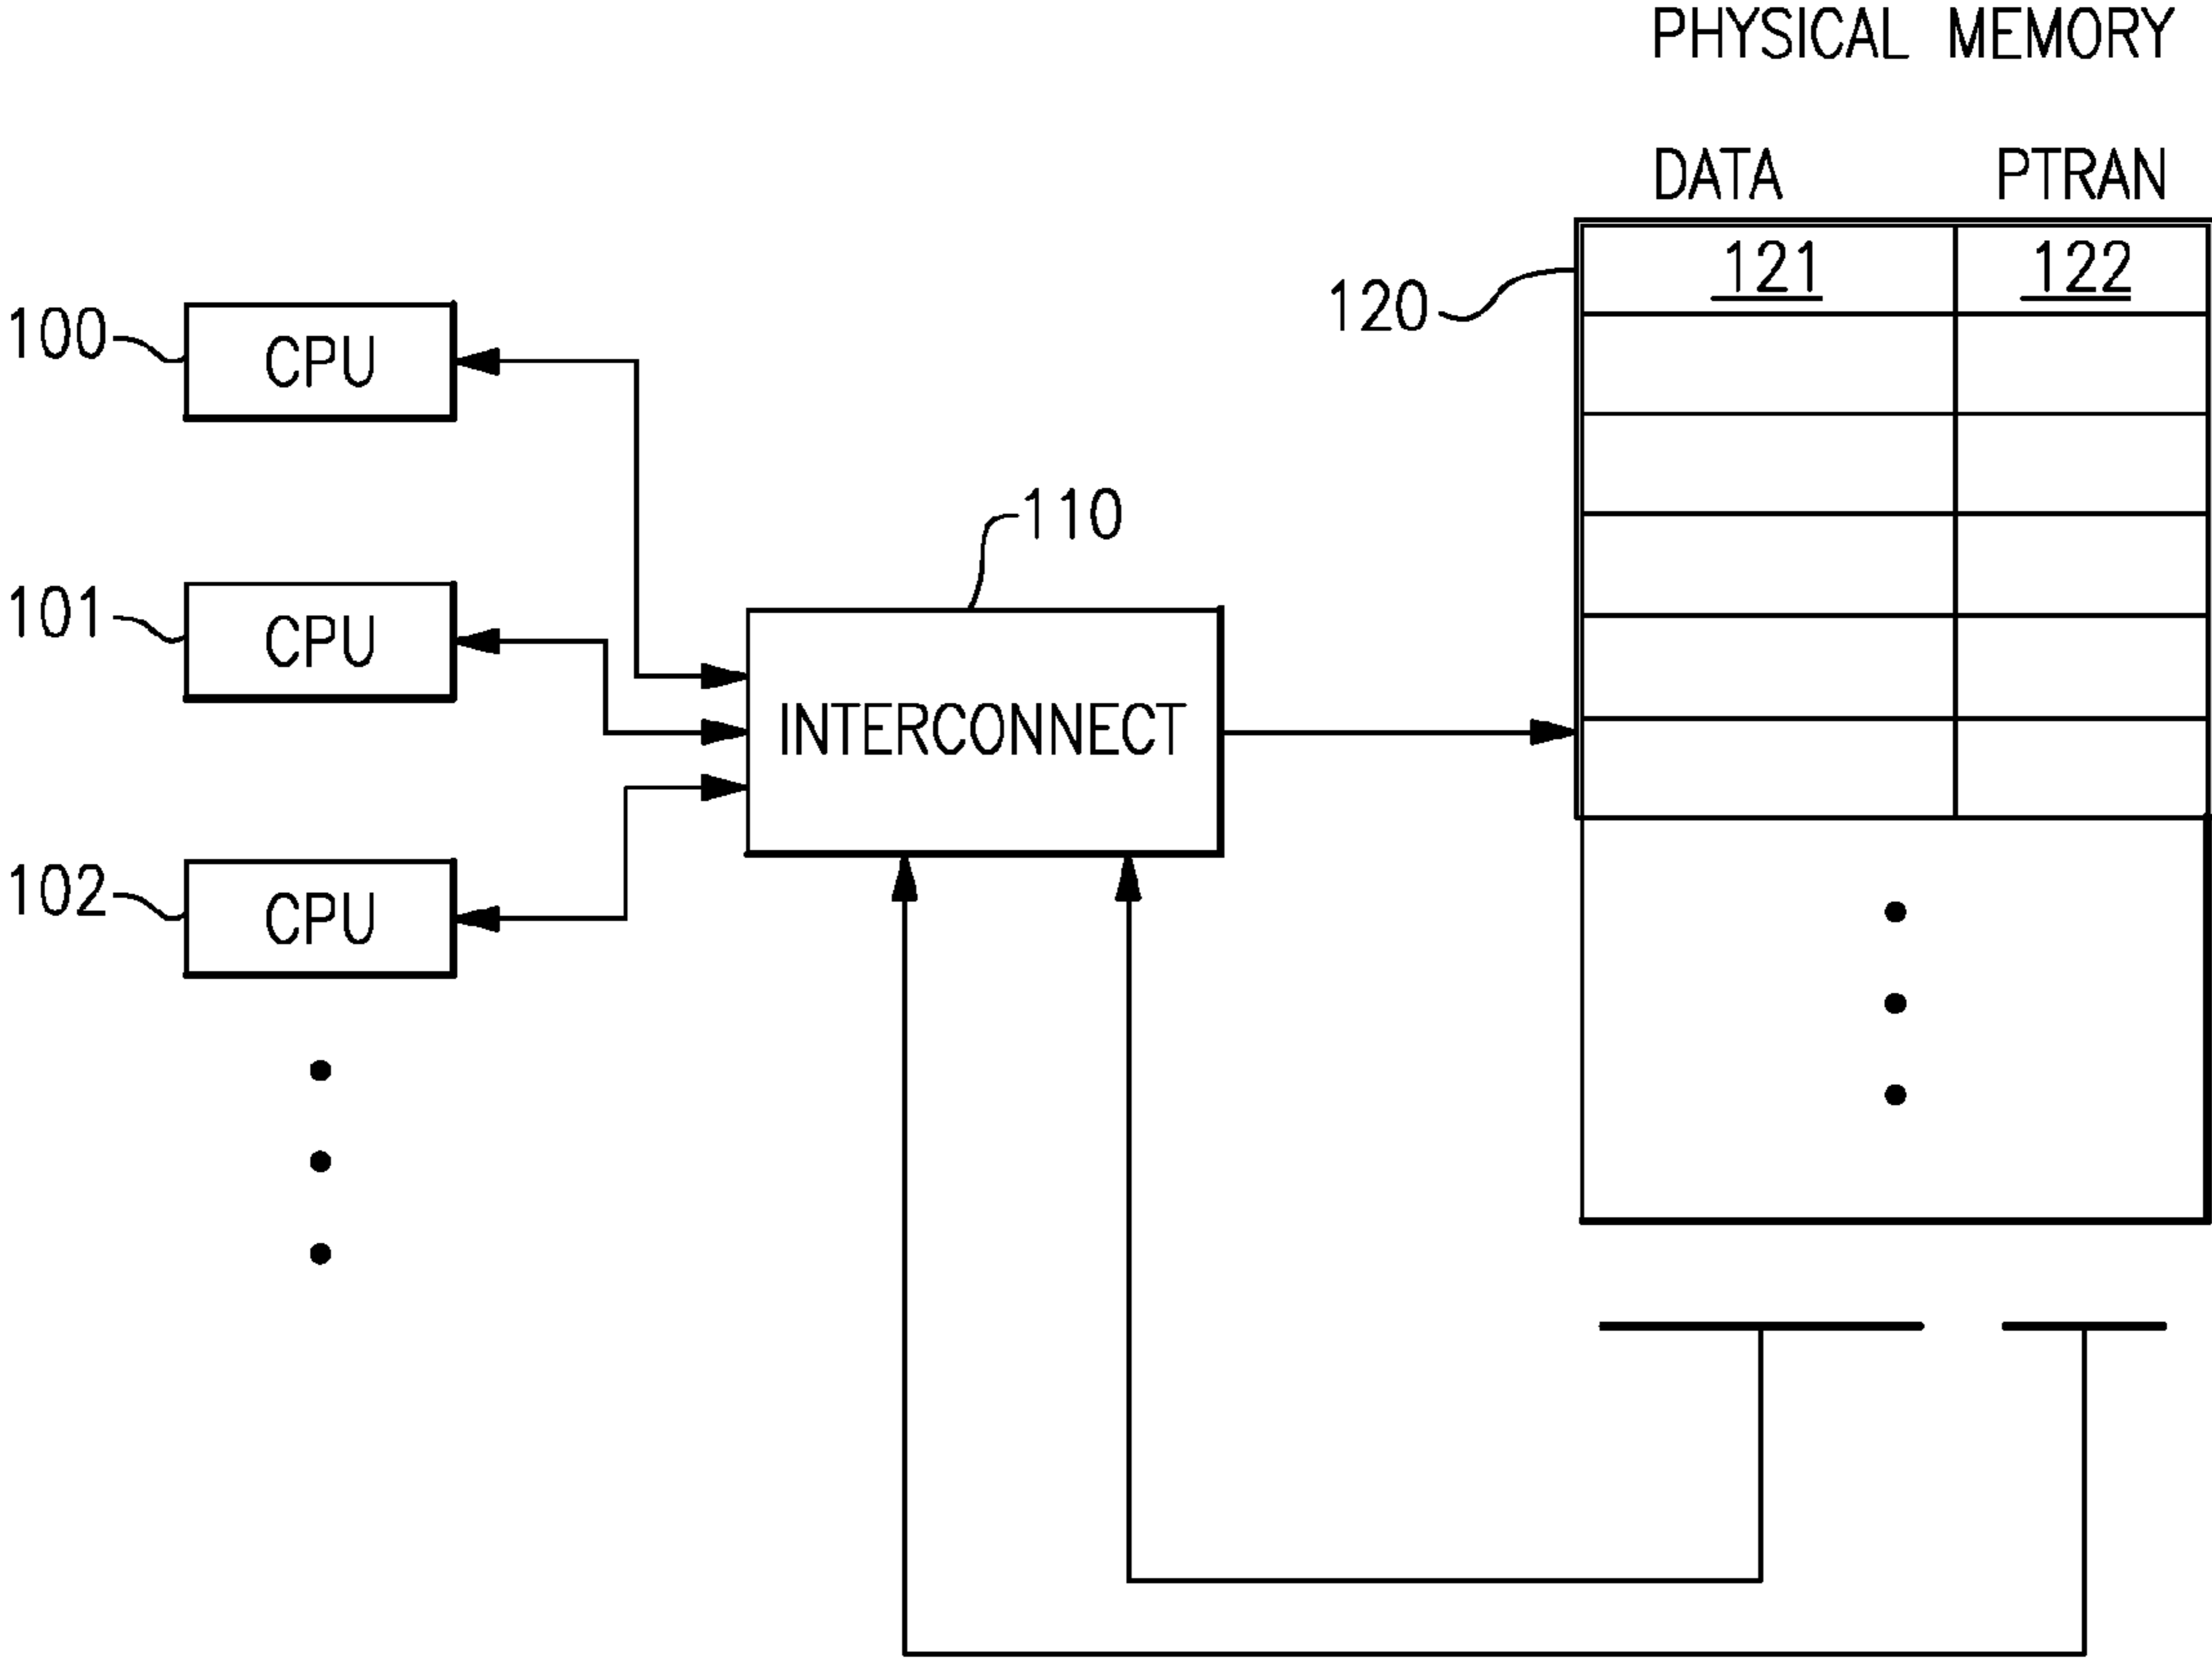 PHYSICAL MEMORY
DATA PTRAN
121 122
120
100 CPU
110
101 CPU
INTERCONNECT
102 CPU